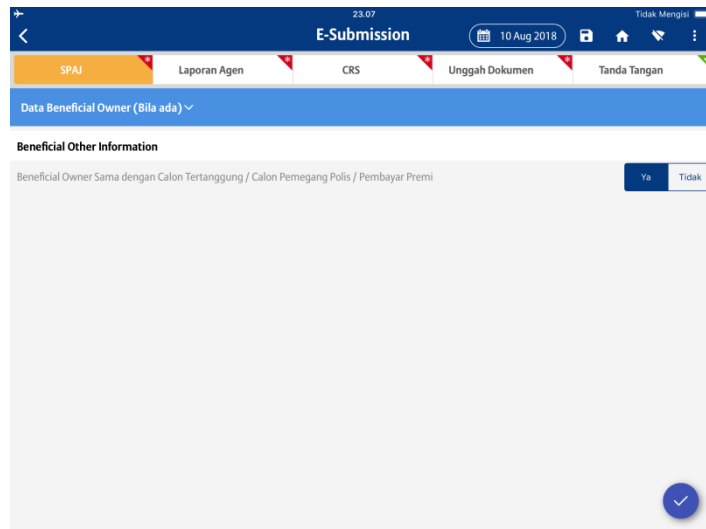 23.07
Tidak Mengisi
E-Submission
10 Aug 2018
SPAJ * Laporan Agen * CRS * Unggah Dokumen * Tanda Tangan
Data Beneficial Owner (Bila ada)
Beneficial Other Information
Beneficial Owner Sama dengan Calon Tertanggung / Calon Pemegang Polis / Pembayar Premi
Ya Tidak